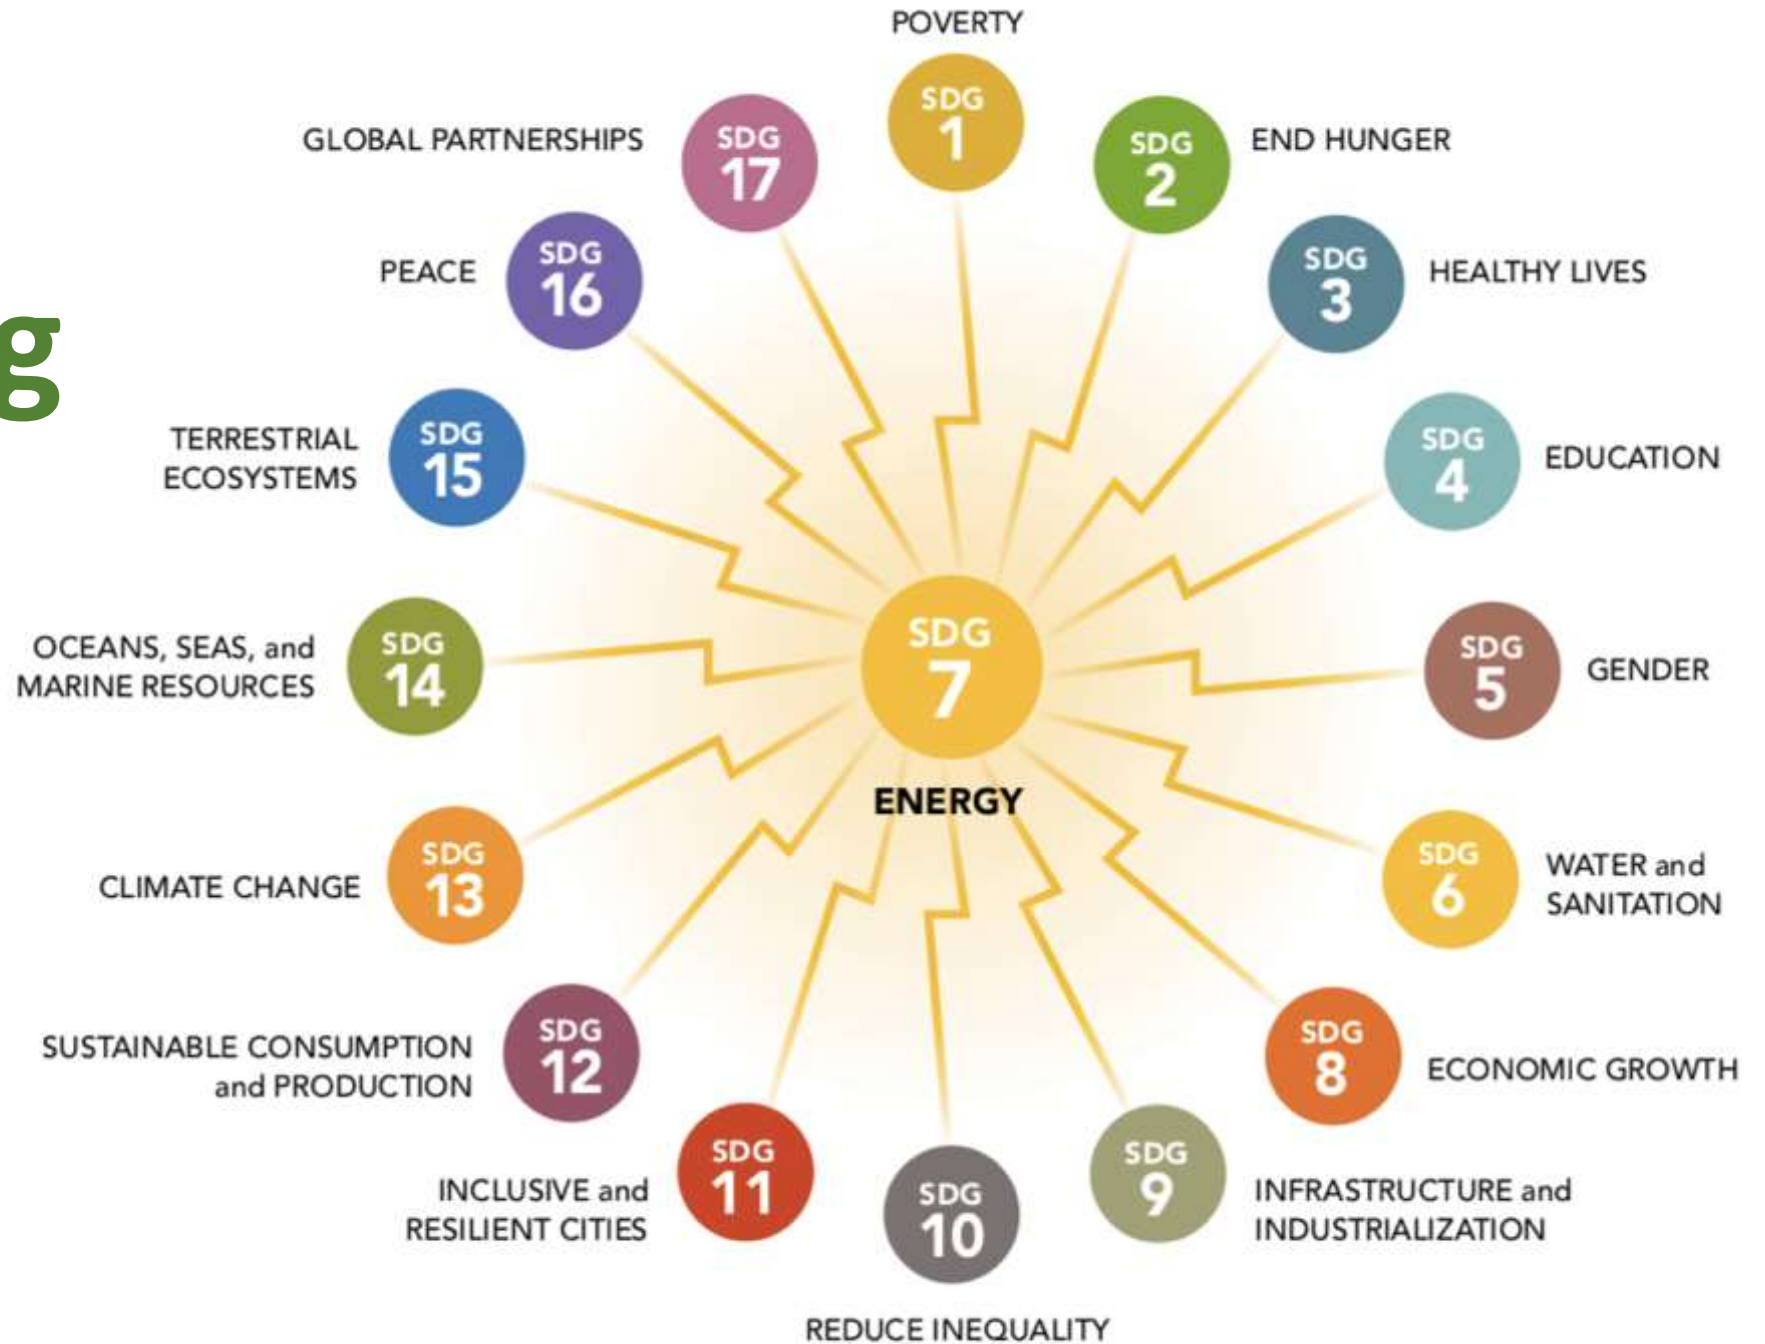 POVERTY
SDG
1
GLOBAL PARTNERSHIPS
SDG
17
SDG
2
END HUNGER
PEACE
SDG
16
SDG
3
HEALTHY LIVES
g
TERRESTRIAL
ECOSYSTEMS
SDG
15
SDG
4
EDUCATION
OCEANS, SEAS, and
MARINE RESOURCES
SDG
14
SDG
7
ENERGY
SDG
5
GENDER
CLIMATE CHANGE
SDG
13
SDG
6
WATER and
SANITATION
SUSTAINABLE CONSUMPTION
and PRODUCTION
SDG
12
SDG
8
ECONOMIC GROWTH
INCLUSIVE and
RESILIENT CITIES
SDG
11
SDG
10
REDUCE INEQUALITY
SDG
9
INFRASTRUCTURE and
INDUSTRIALIZATION